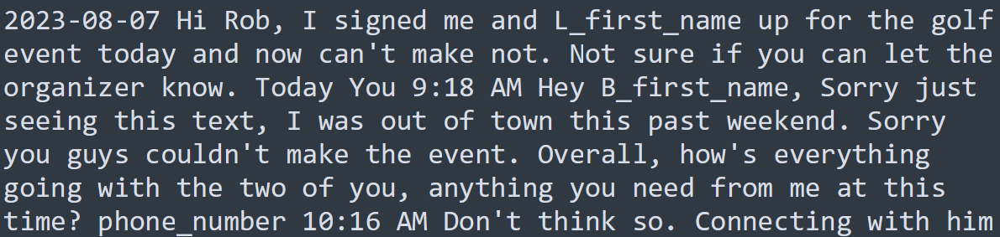 2023-08-07 Hi Rob, I signed me and L_first_name up for the golf
event today and now can't make not. Not sure if you can let the
organizer know. Today You 9:18 AM Hey B_first_name, Sorry just
seeing this text, I was out of town this past weekend. Sorry
you guys couldn't make the event. Overall, how's everything
going with the two of you, anything you need from me at this
time? phone_number 10:16 AM Don't think so. Connecting with him